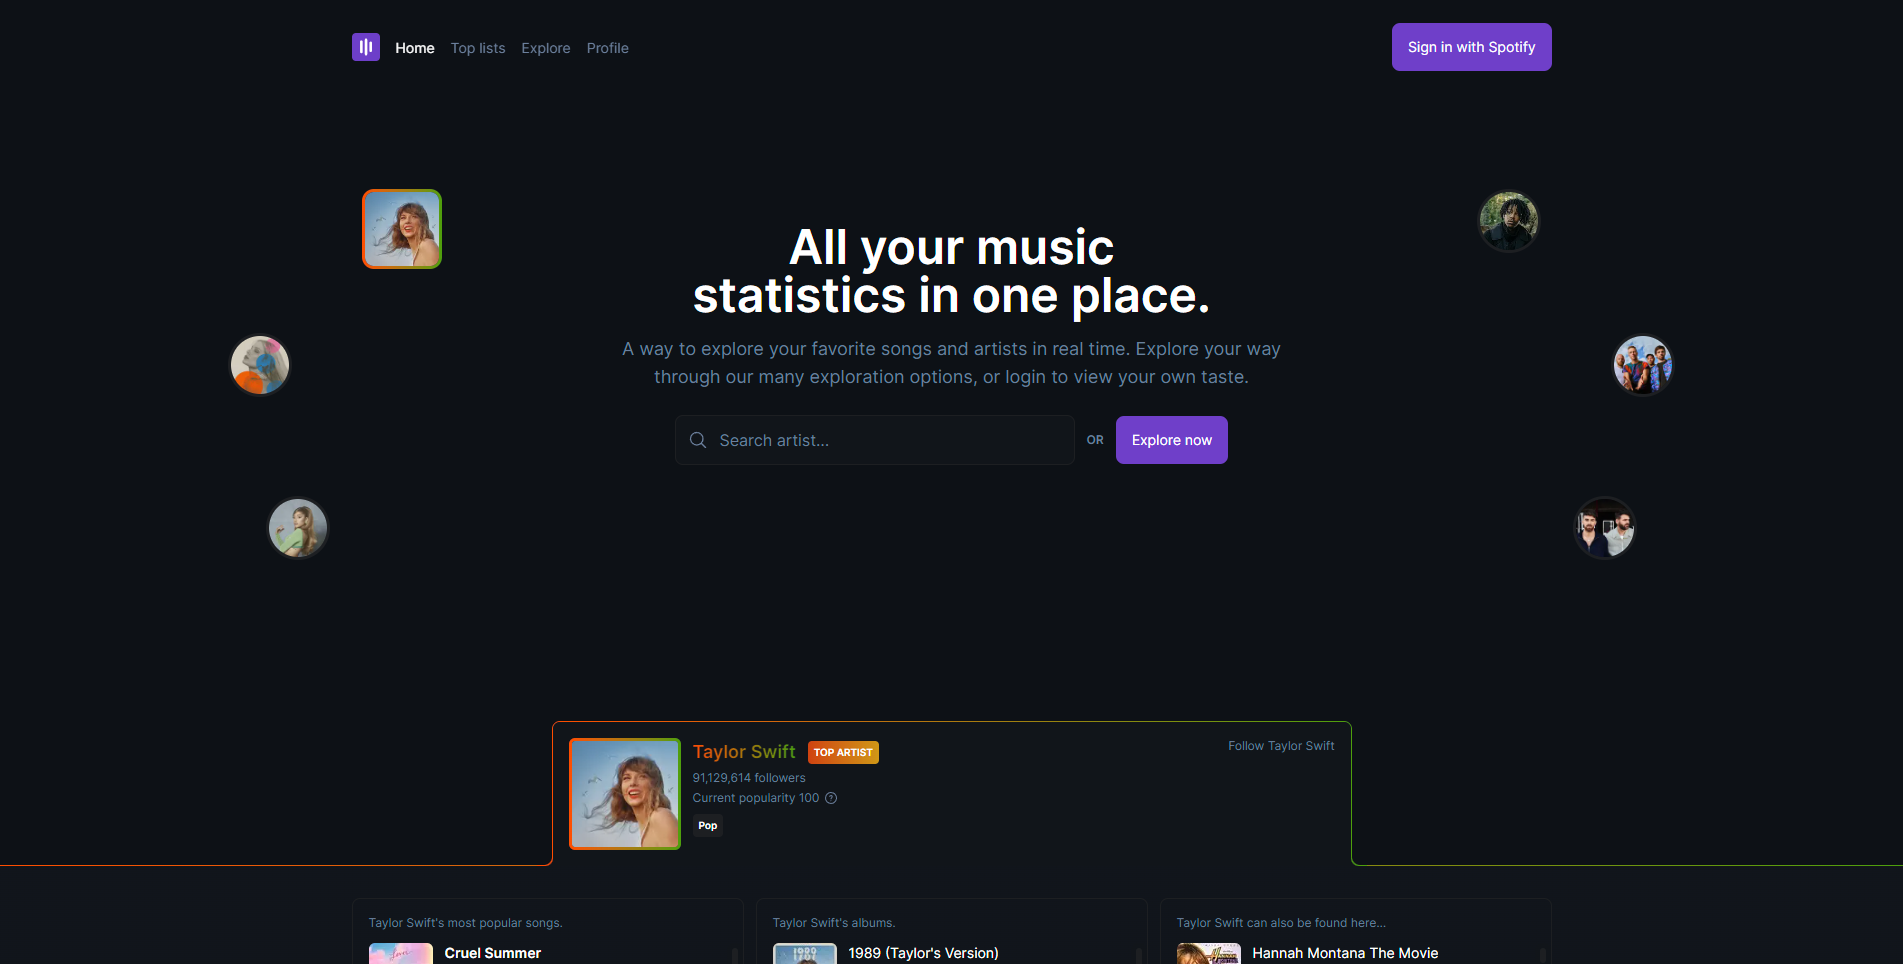 Home
Top lists
Explore
Profile
Sign in with Spotify
All your music
statistics in one place.
A way to explore your favorite songs and artists in real time. Explore your way
through our many exploration options, or login to view your own taste.
Search artist...
OR
Explore now
Taylor Swift
TOP ARTIST
Follow Taylor Swift
91,129,614 followers
Current popularity 100
Pop
Taylor Swift's most popular songs.
Cruel Summer
Taylor Swift's albums.
1989 (Taylor's Version)
Taylor Swift can also be found here...
Hannah Montana The Movie